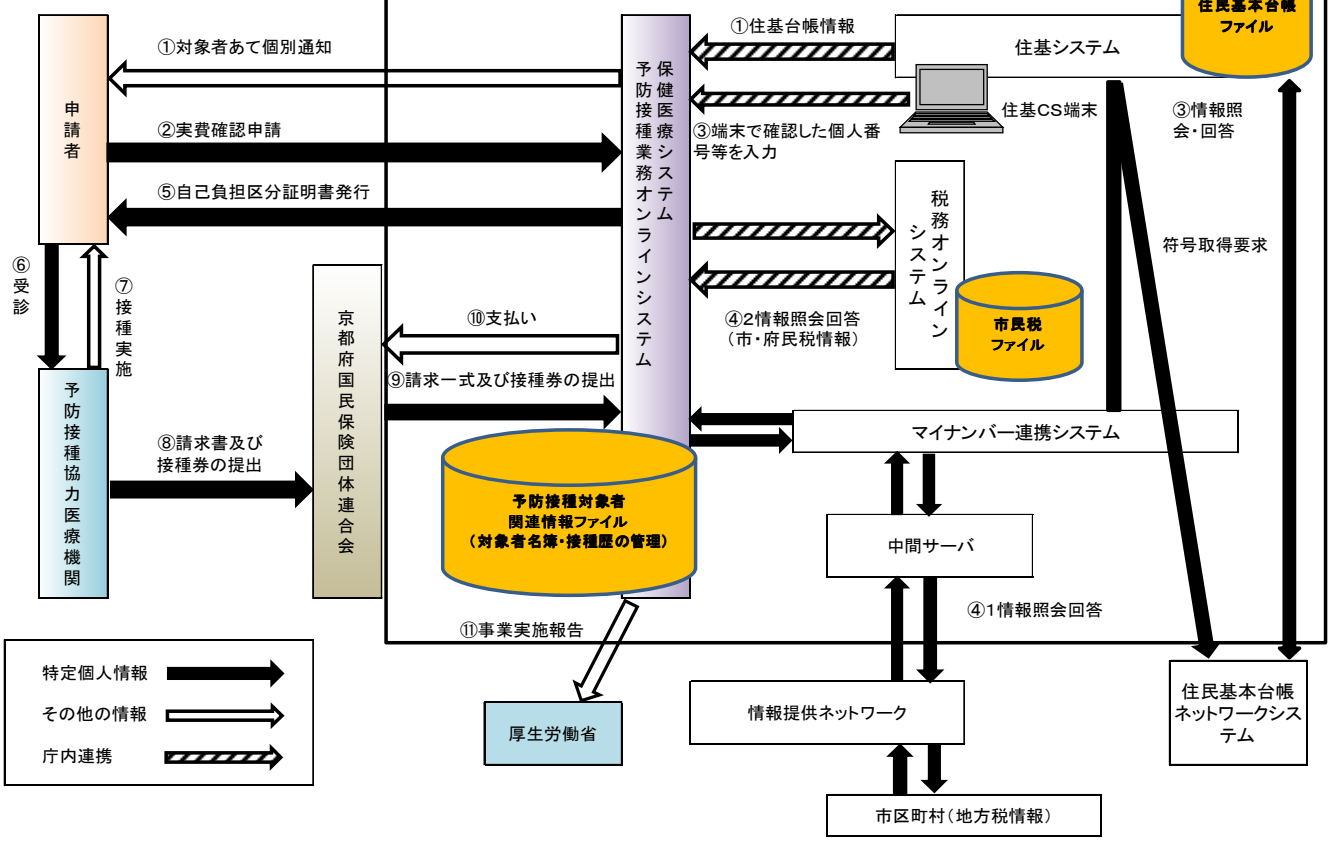 住民基本台帳
ファイル
①住基台帳情報
住基システム
①対象者あて個別通知
申請者
保健医療システム
予防接種業務オンラインシステム
住基CS端末
③情報照
会・回答
②実費確認申請
③端末で確認した個人番
号等を入力
⑤自己負担区分証明書発行
税務オンライン
システム
符号取得要求
⑥受診
⑦接種実施
京都府国民保険団体連合会
⑩支払い
④2情報照会回答
（市・府民税情報）
市民税
ファイル
⑨請求一式及び接種券の提出
予防接種協力医療機関
⑧請求書及び
接種券の提出
マイナンバー連携システム
予防接種対象者
関連情報ファイル
（対象者名簿・接種歴の管理）
中間サーバ
④1情報照会回答
⑪事業実施報告
特定個人情報
その他の情報
庁内連携
厚生労働省
情報提供ネットワーク
住民基本台帳
ネットワークシス
テム
市区町村（地方税情報）